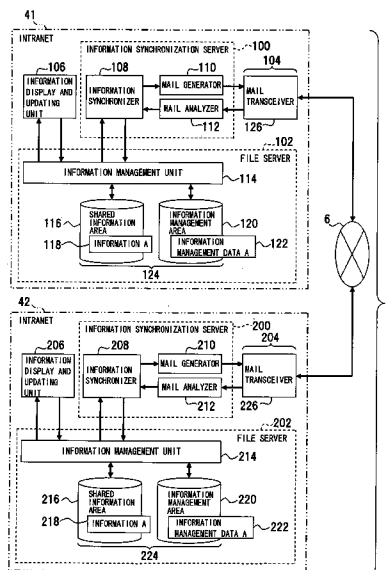 41
INTRANET
INFORMATION SYNCHRONIZATION SERVER
100
106
INFORMATION
DISPLAY AND
UPDATING
UNIT
108
INFORMATION
SYNCHRONIZER
110
MAIL GENERATOR
MAIL ANALYZER
112
104
MAIL
TRANSCEIVER
126
102
FILE SERVER
INFORMATION MANAGEMENT UNIT
114
116
SHARED
INFORMATION
AREA
118
INFORMATION A
INFORMATION
MANAGEMENT
AREA
120
INFORMATION
MANAGEMENT DATA A
122
124
6
42
INTRANET
INFORMATION SYNCHRONIZATION SERVER
200
206
INFORMATION
DISPLAY AND
UPDATING
UNIT
208
INFORMATION
SYNCHRONIZER
210
MAIL GENERATOR
MAIL ANALYZER
212
204
MAIL
TRANSCEIVER
226
202
FILE SERVER
INFORMATION MANAGEMENT UNIT
214
216
SHARED
INFORMATION
AREA
218
INFORMATION A
INFORMATION
MANAGEMENT
AREA
220
INFORMATION
MANAGEMENT DATA A
222
224